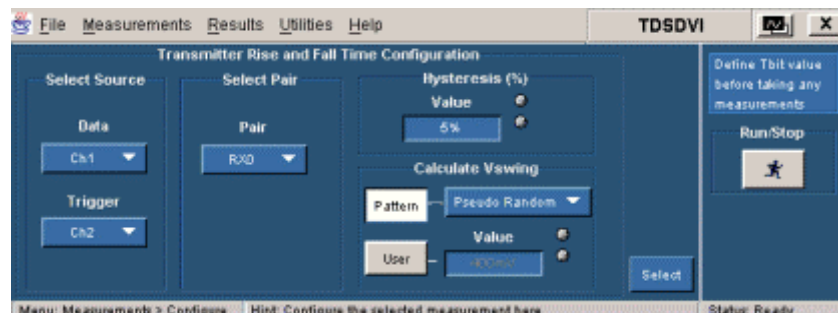 File Measurements Results Utilities Help TDSDVI X
Transmitter Rise and Fall Time Configuration
Select Source
Data
Ch1
Trigger
Ch2
Select Pair
Pair
RX0
Hysteresis (%)
Value
5%
Calculate Vswing
Pattern Pseudo Random
Value
User
Select
Define Tbit value
before taking any
measurements
Run/Stop
Menu: Measurements > Configure Hint: Configure the selected measurement here Status: Ready